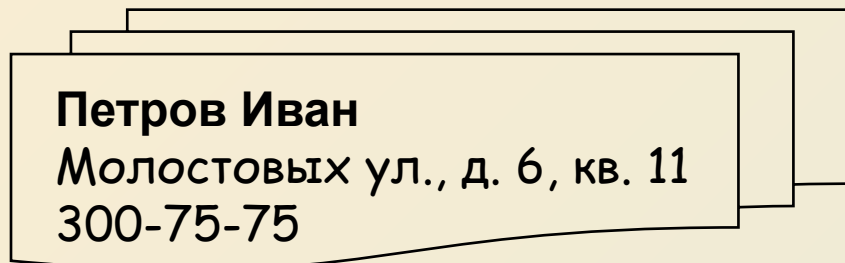 Петров Иван
Молостовых ул., д. 6, кв. 11
300-75-75